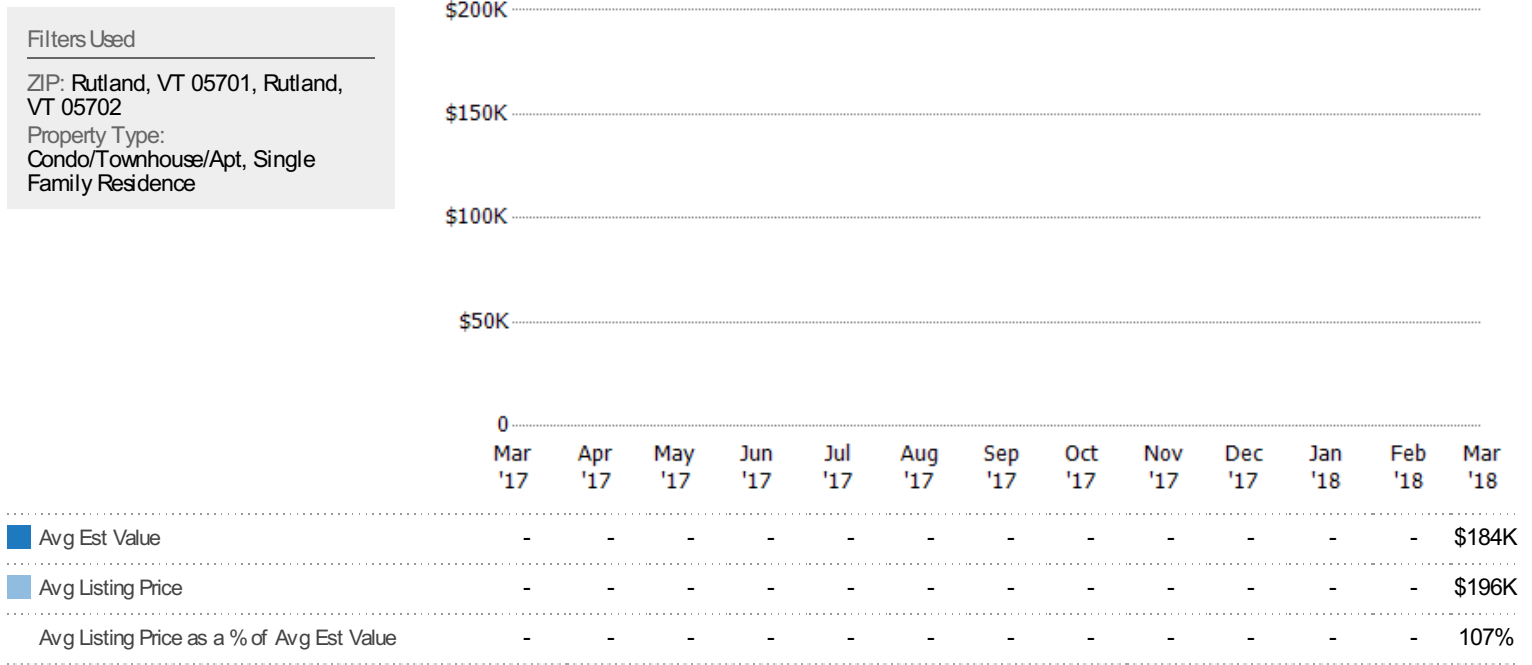 Filters Used
ZIP: Rutland, VT 05701, Rutland,
VT 05702
Property Type:
Condo/Townhouse/Apt, Single
Family Residence
$200K
$150K
$100K
$50K
0
Mar Apr May Jun Jul Aug Sep Oct Nov Dec Jan Feb Mar
'17 '17 '17 '17 '17 '17 '17 '17 '17 '17 '18 '18 '18
Avg Est Value - - - - - - - - - - - - $184K
Avg Listing Price - - - - - - - - - - - - $196K
Avg Listing Price as a % of Avg Est Value - - - - - - - - - - - - 107%